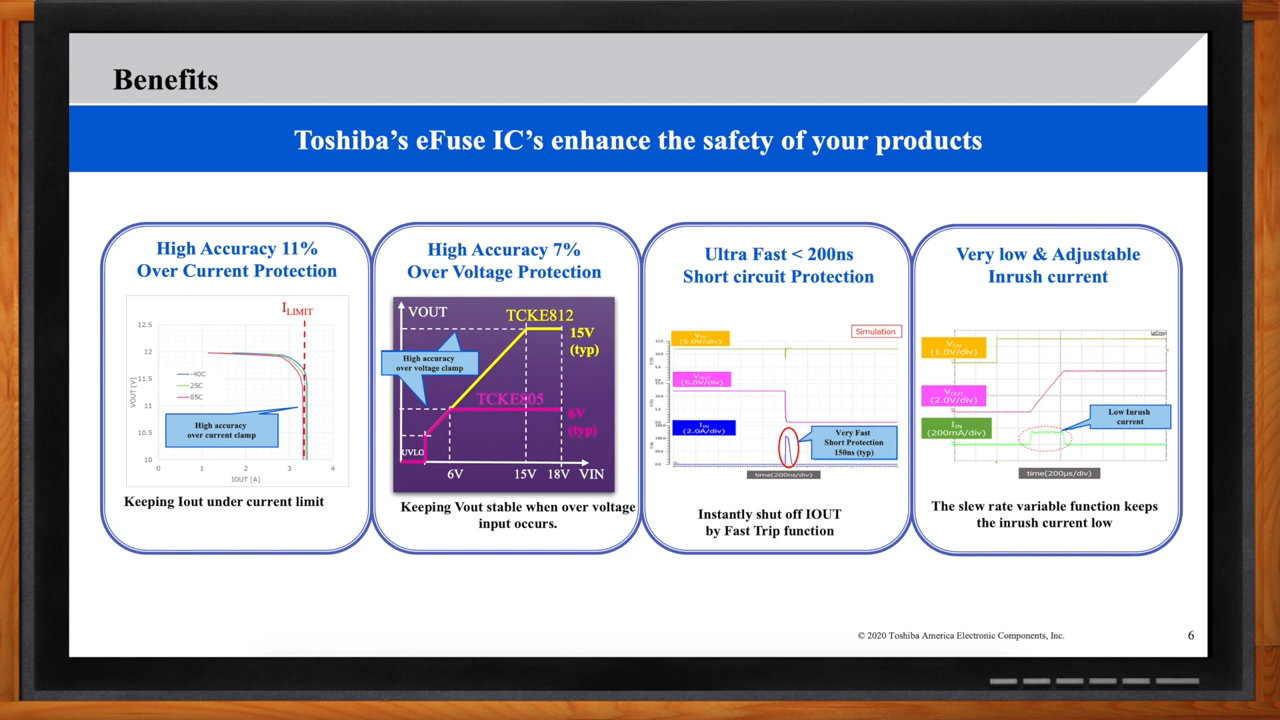 Benefits
Toshiba's eFuse IC's enhance the safety of your products
High Accuracy 11%
Over Current Protection
ILIMIT
12.5
12
11.5
11
10.5
10
VOUT [V]
-40C
25C
85C
High accuracy
over current clamp
0 1 2 3 4
IOUT [A]
Keeping Iout under current limit
High Accuracy 7%
Over Voltage Protection
VOUT
TCKE812
15V
(typ)
High accuracy
over voltage clamp
TCKE805
6V
(typ)
UVLO
6V 15V 18V VIN
Keeping Vout stable when over voltage
input occurs.
Ultra Fast < 200ns
Short circuit Protection
Simulation
VIN
(5.0V/div)
VOUT
(5.0V/div)
IIN
(2.0A/div)
Very Fast
Short Protection
150ns (typ)
time(200ns/div)
Instantly shut off IOUT
by Fast Trip function
Very low & Adjustable
Inrush current
LeCroy
VIN
(1.0V/div)
VOUT
(2.0V/div)
IIN
(200mA/div)
Low Inrush
current
time(200μs/div)
The slew rate variable function keeps
the inrush current low
© 2020 Toshiba America Electronic Components, Inc.
6